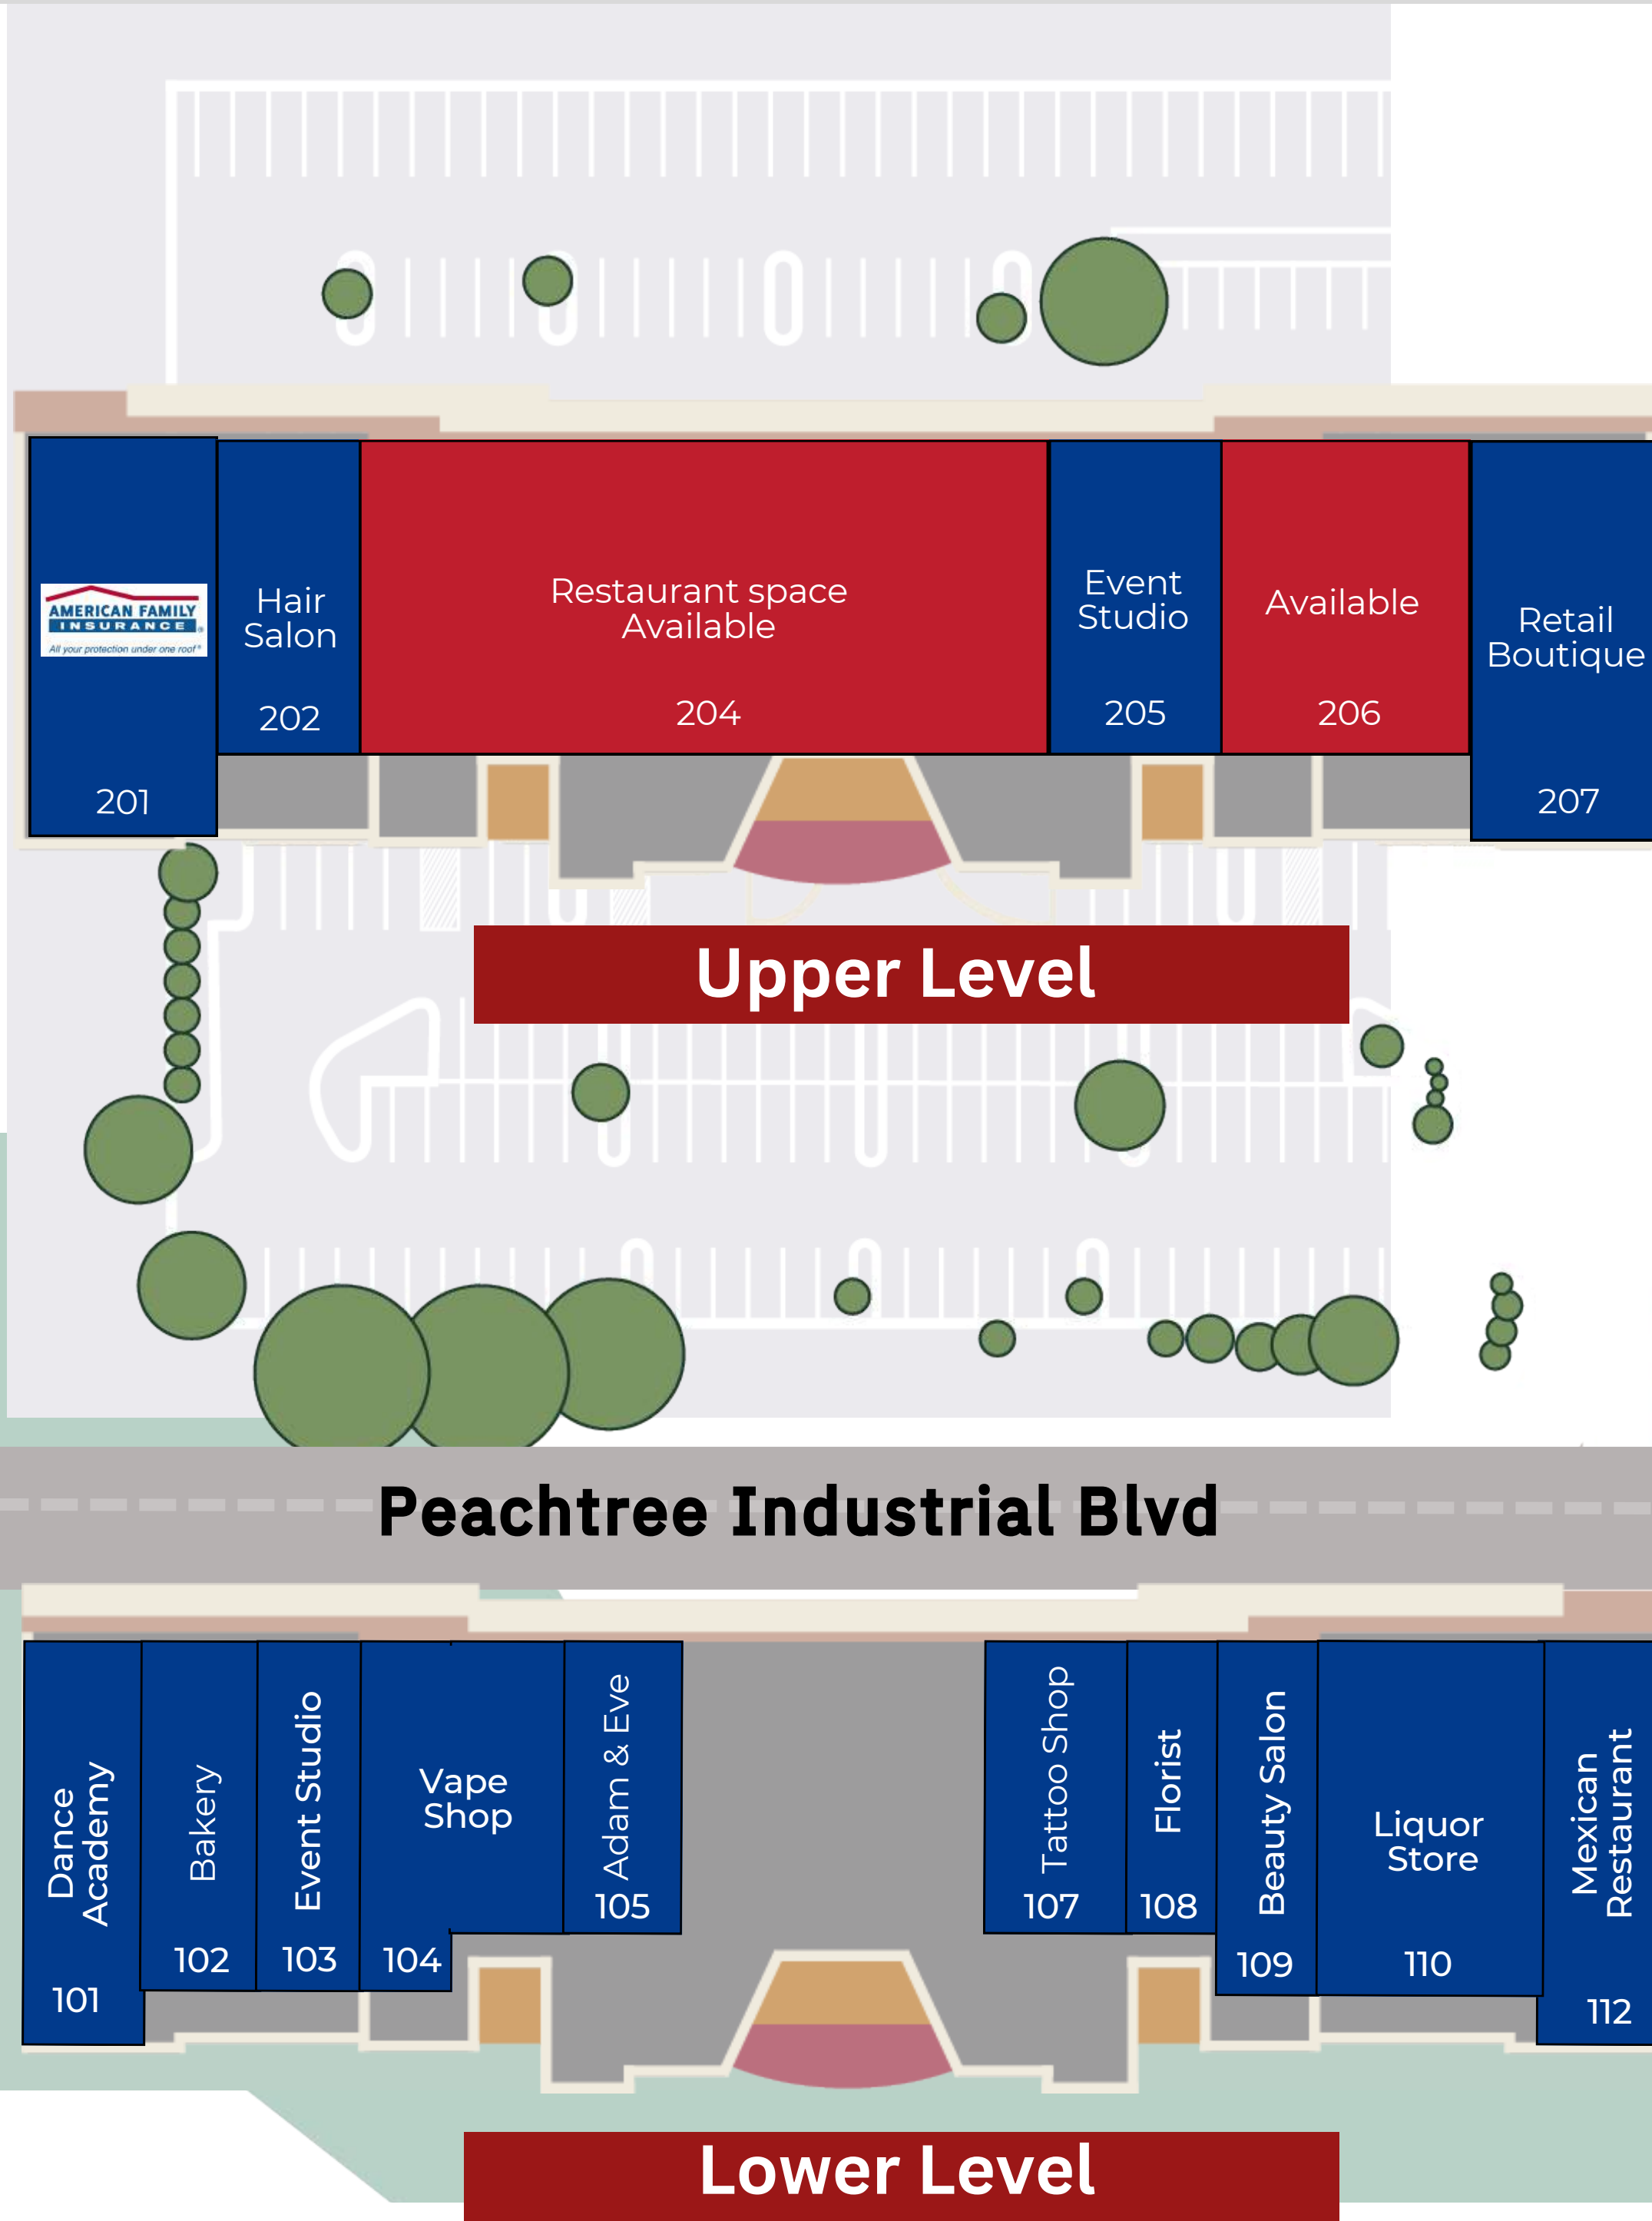 AMERICAN FAMILY
INSURANCE ®
All your protection under one roof®
201
Hair
Salon
202
Restaurant space
Available
204
Event
Studio
205
Available
206
Retail
Boutique
207
Upper Level
Peachtree Industrial Blvd
Dance
Academy
101
Bakery
102
Event Studio
103
Vape
Shop
104
Adam & Eve
105
Tattoo Shop
107
Florist
108
Beauty Salon
109
Liquor
Store
110
Mexican
Restaurant
112
Lower Level